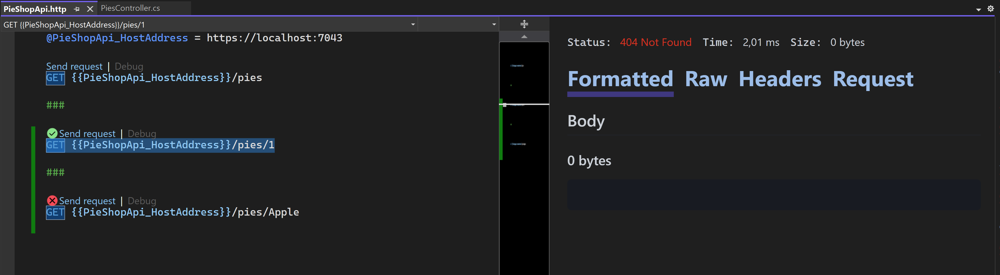 PieShopApi.http
PiesController.cs
GET {{PieShopApi_HostAddress}}/pies/1
@PieShopApi_HostAddress = https://localhost:7043
Send request | Debug
GET {{PieShopApi_HostAddress}}/pies
###
Send request | Debug
GET {{PieShopApi_HostAddress}}/pies/1
###
Send request | Debug
GET {{PieShopApi_HostAddress}}/pies/Apple
Status: 404 Not Found Time: 2,01 ms Size: 0 bytes
Formatted Raw Headers Request
Body
0 bytes